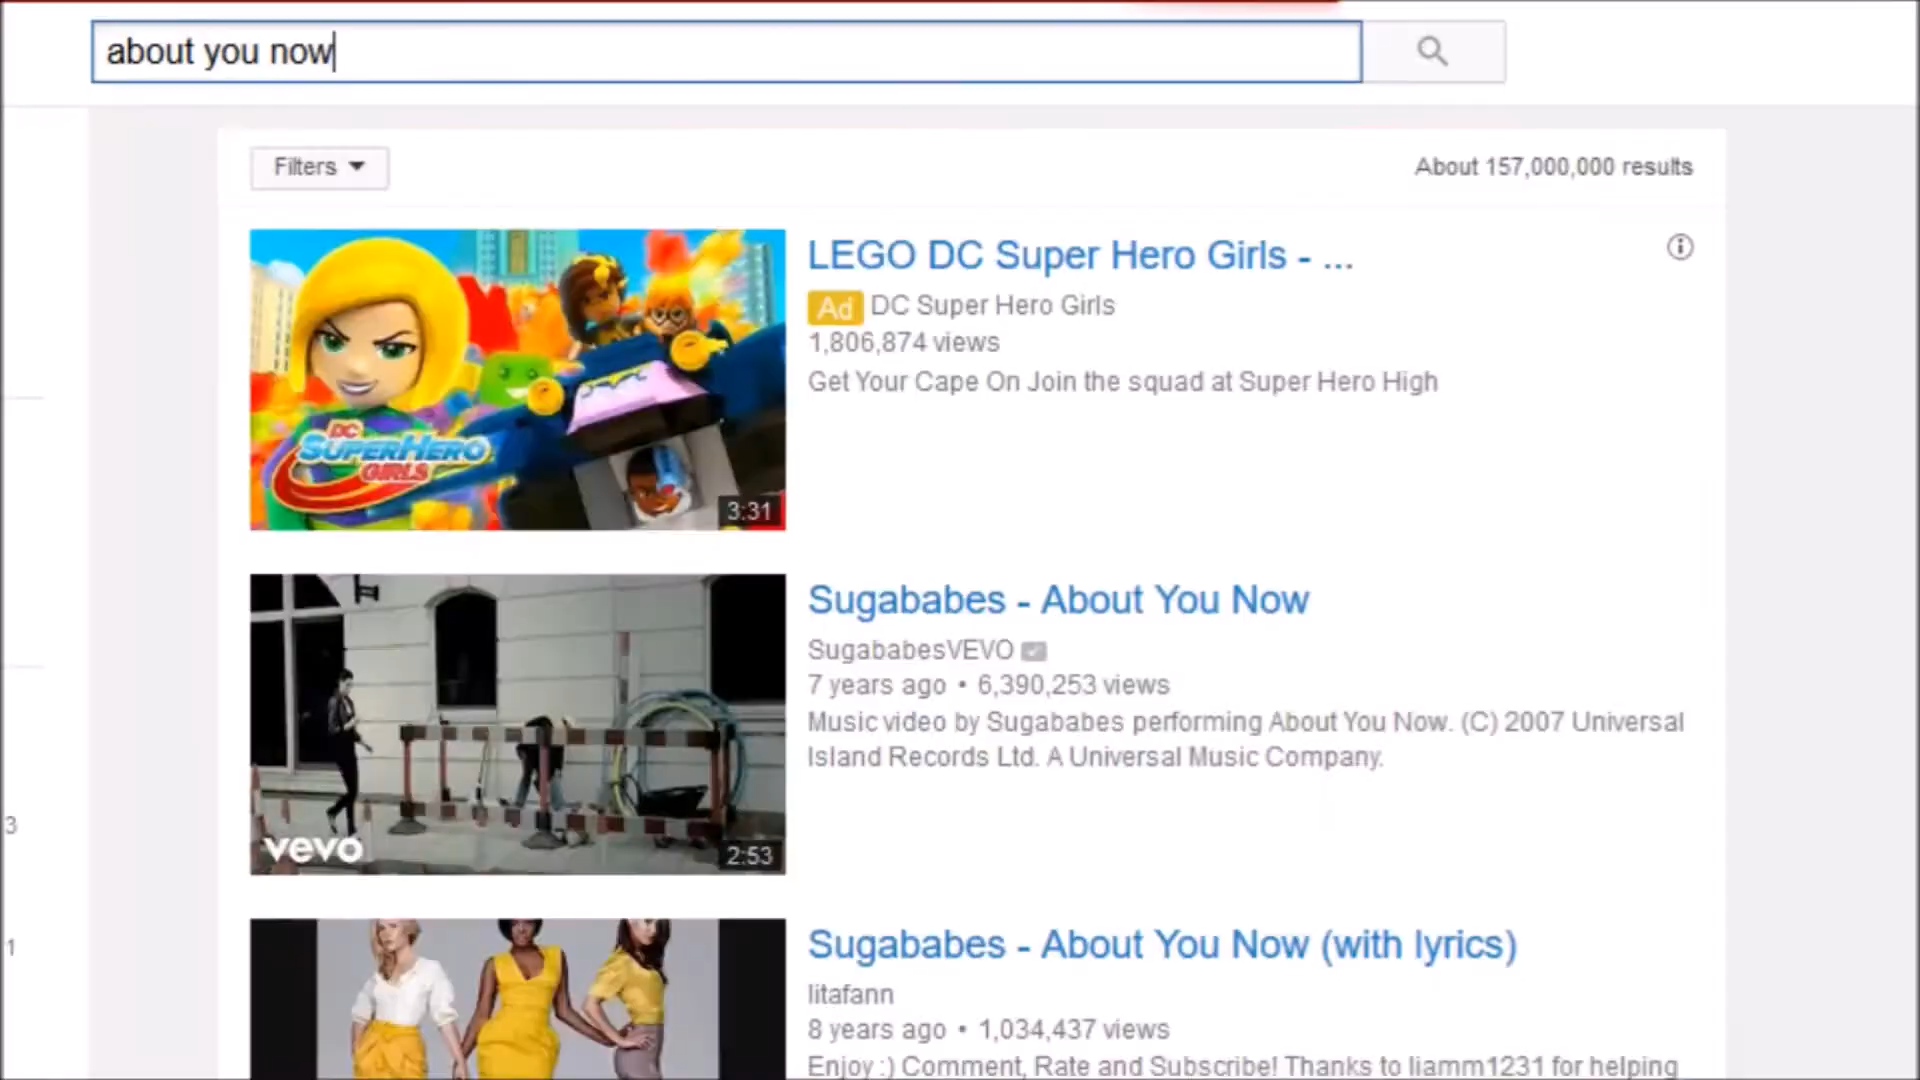 about you now
Filters
About 157,000,000 results
LEGO DC Super Hero Girls - ...
Ad DC Super Hero Girls
1,806,874 views
Get Your Cape On Join the squad at Super Hero High
DC
SUPERHERO
GIRLS
3:31
Sugababes - About You Now
SugababesVEVO
7 years ago • 6,390,253 views
Music video by Sugababes performing About You Now. (C) 2007 Universal
Island Records Ltd. A Universal Music Company.
vevo
2:53
3
1
Sugababes - About You Now (with lyrics)
litafann
8 years ago • 1,034,437 views
Enjoy :) Comment, Rate and Subscribe! Thanks to liamm1231 for helping